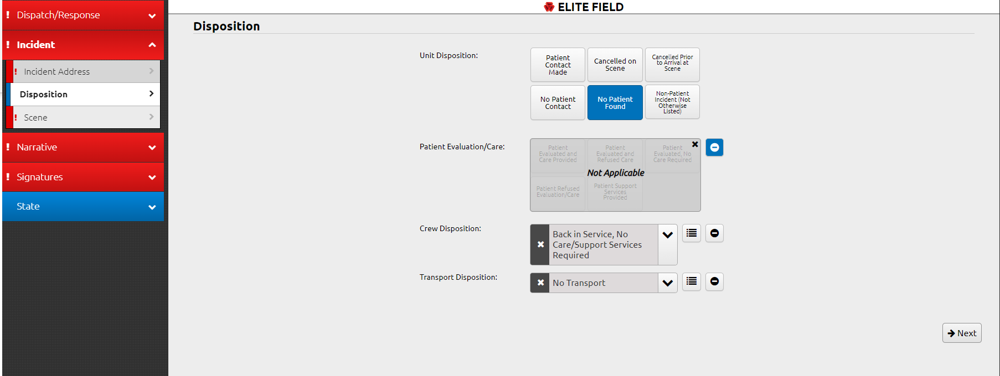 ELITE FIELD
! Dispatch/Response
! Incident
! Incident Address
Disposition
! Scene
! Narrative
! Signatures
State
Disposition
Unit Disposition:
Patient
Contact
Made
Cancelled on
Scene
Cancelled Prior
to Arrival at
Scene
No Patient
Contact
No Patient
Found
Non-Patient
Incident (Not
Otherwise
Listed)
Patient Evaluation/Care:
Patient
Evaluated and
Care Provided
Patient
Evaluated and
Refused Care
Patient
Evaluated, No
Care Required
Not Applicable
Patient Refused
Evaluation/Care
Patient Support
Services
Provided
Crew Disposition:
Back in Service, No
Care/Support Services
Required
Transport Disposition:
No Transport
Next